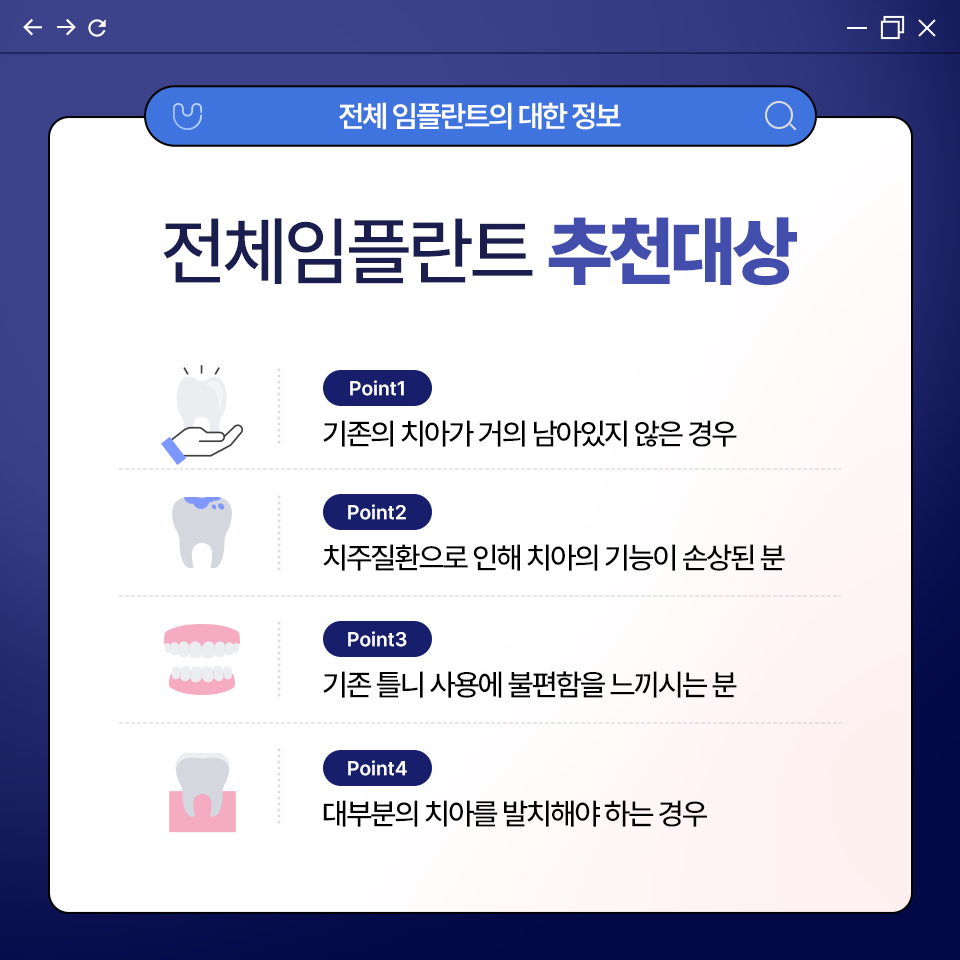 전체 임플란트의 대한 정보
전체임플란트 추천대상
Point1
기존의 치아가 거의 남아있지 않은 경우
Point2
치주질환으로 인해 치아의 기능이 손상된 분
Point3
기존 틀니 사용에 불편함을 느끼시는 분
Point4
대부분의 치아를 발치해야 하는 경우